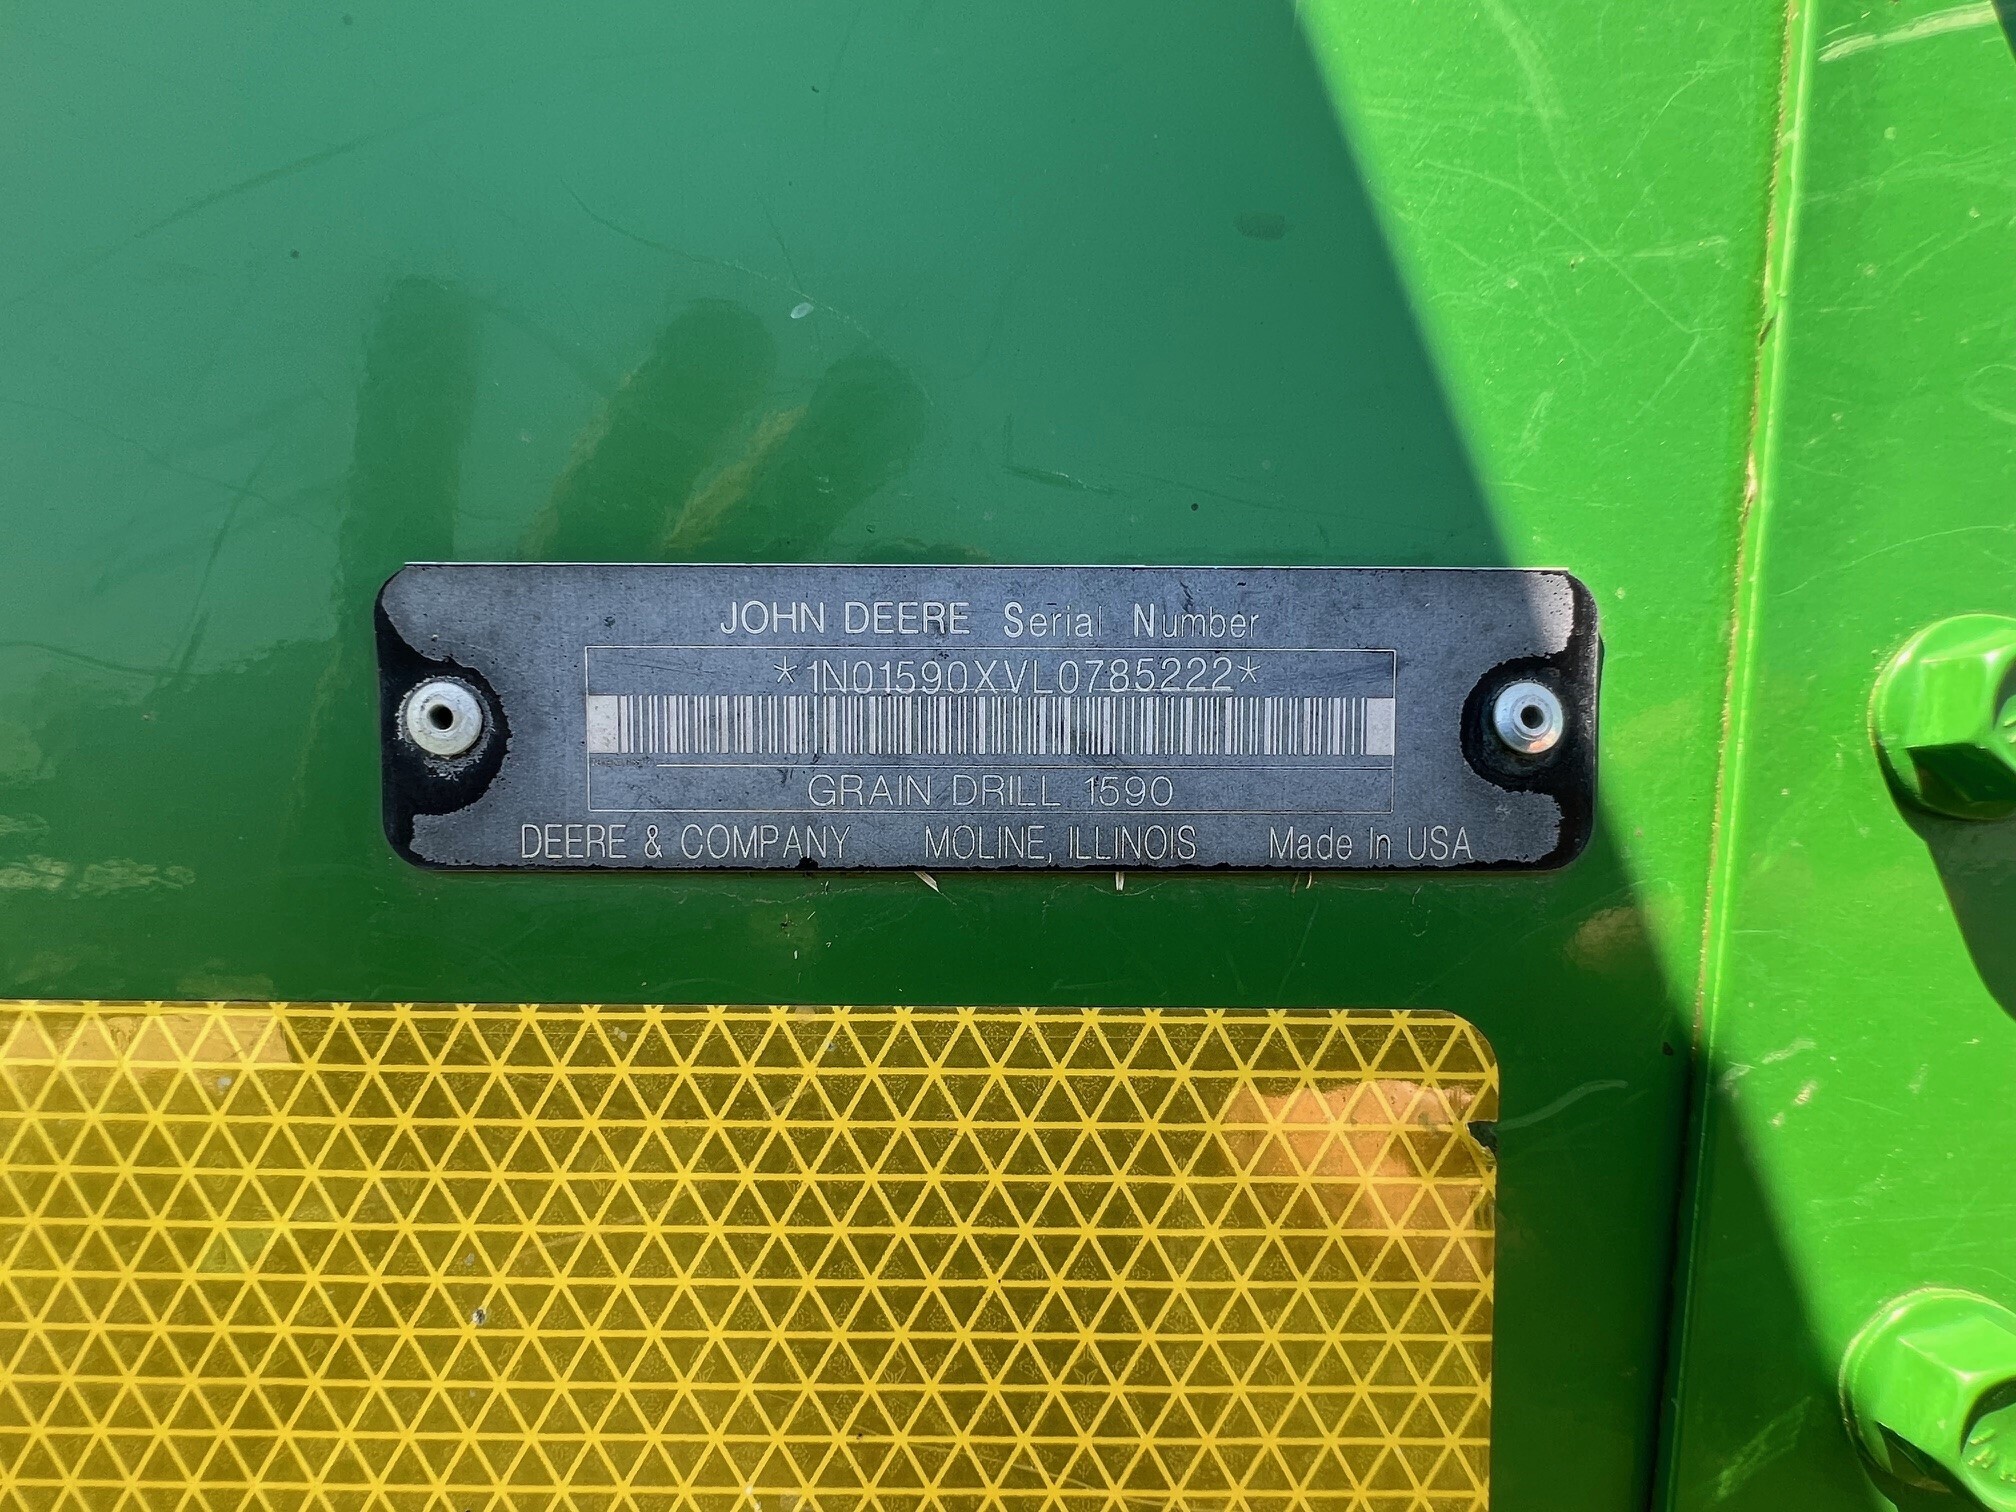 JOHN DEERE Serial Number
*1N01590XVL0785222*
GRAIN DRILL 1590
DEERE & COMPANY MOLINE, ILLINOIS Made In USA